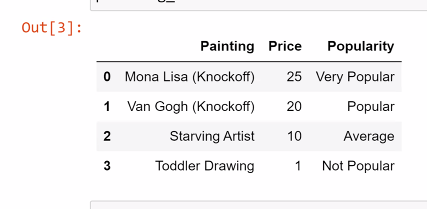 Out[3]:
Painting Price Popularity
0 Mona Lisa (Knockoff) 25 Very Popular
1 Van Gogh (Knockoff) 20 Popular
2 Starving Artist 10 Average
3 Toddler Drawing 1 Not Popular